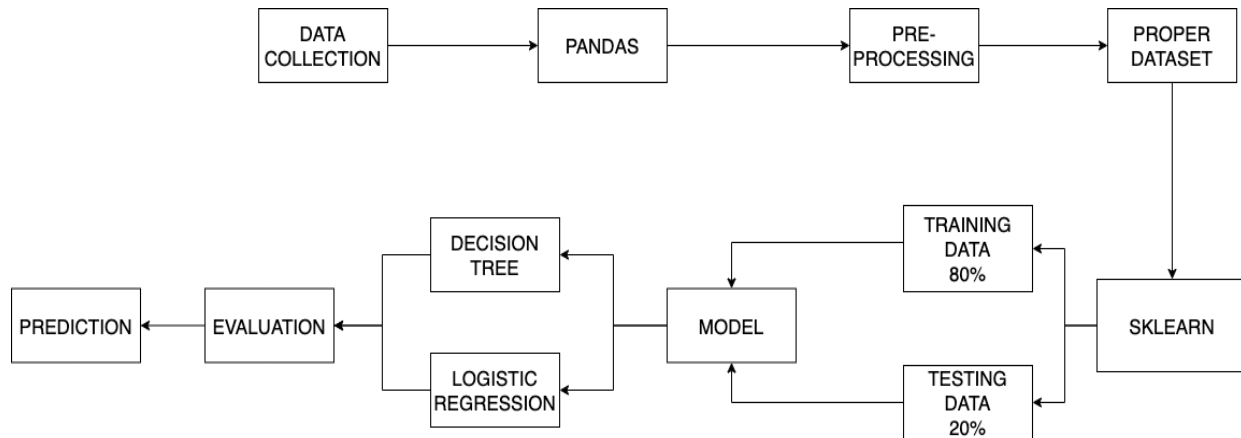 DATA
COLLECTION
PANDAS
PRE-
PROCESSING
PROPER
DATASET
DECISION
TREE
TRAINING
DATA
80%
PREDICTION
EVALUATION
MODEL
SKLEARN
LOGISTIC
REGRESSION
TESTING
DATA
20%